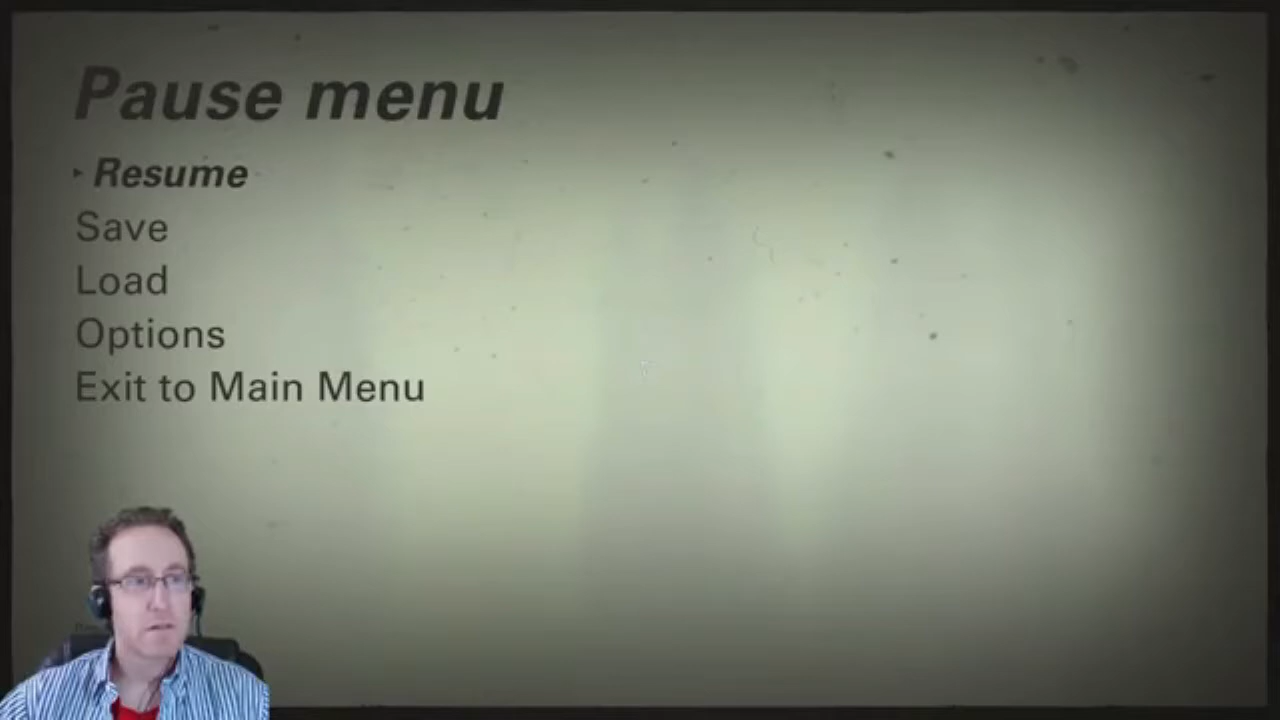 Pause menu
Resume
Save
Load
Options
Exit to Main Menu